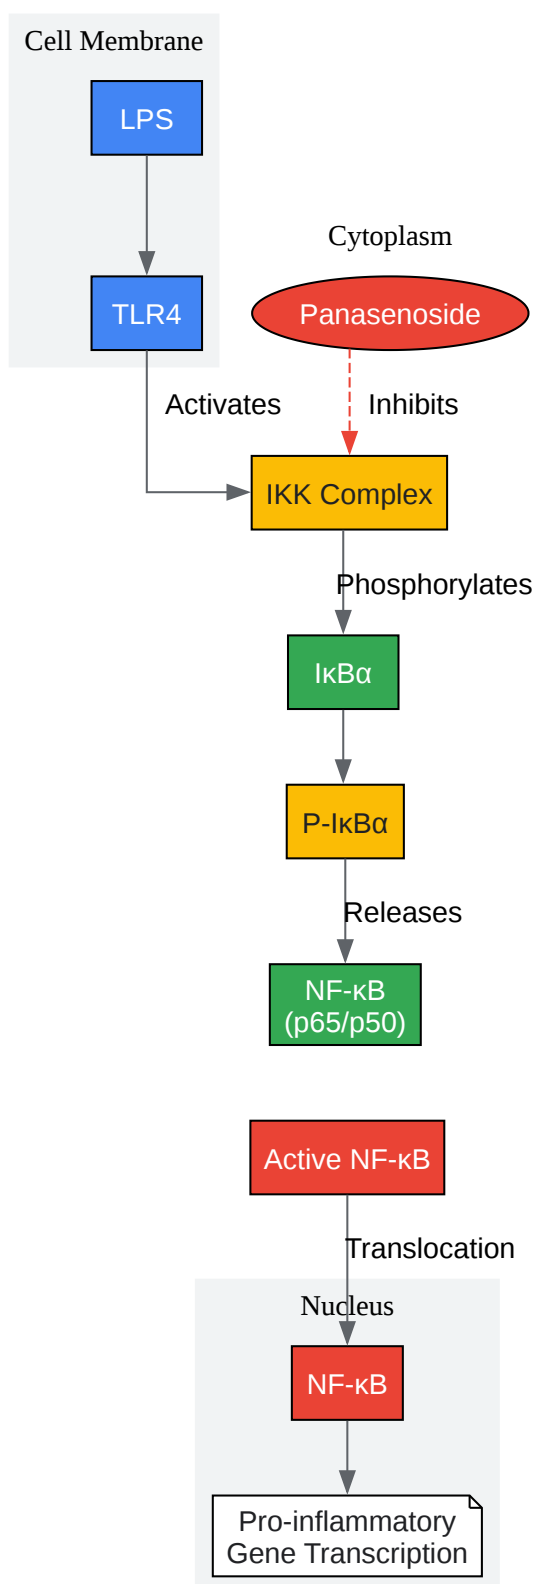 Cell Membrane
LPS
TLR4
Cytoplasm
Panasenoside
Activates
Inhibits
IKK Complex
Phosphorylates
IκBα
P-IκBα
Releases
NF-κB
(p65/p50)
Active NF-κB
Translocation
Nucleus
NF-κB
Pro-inflammatory
Gene Transcription